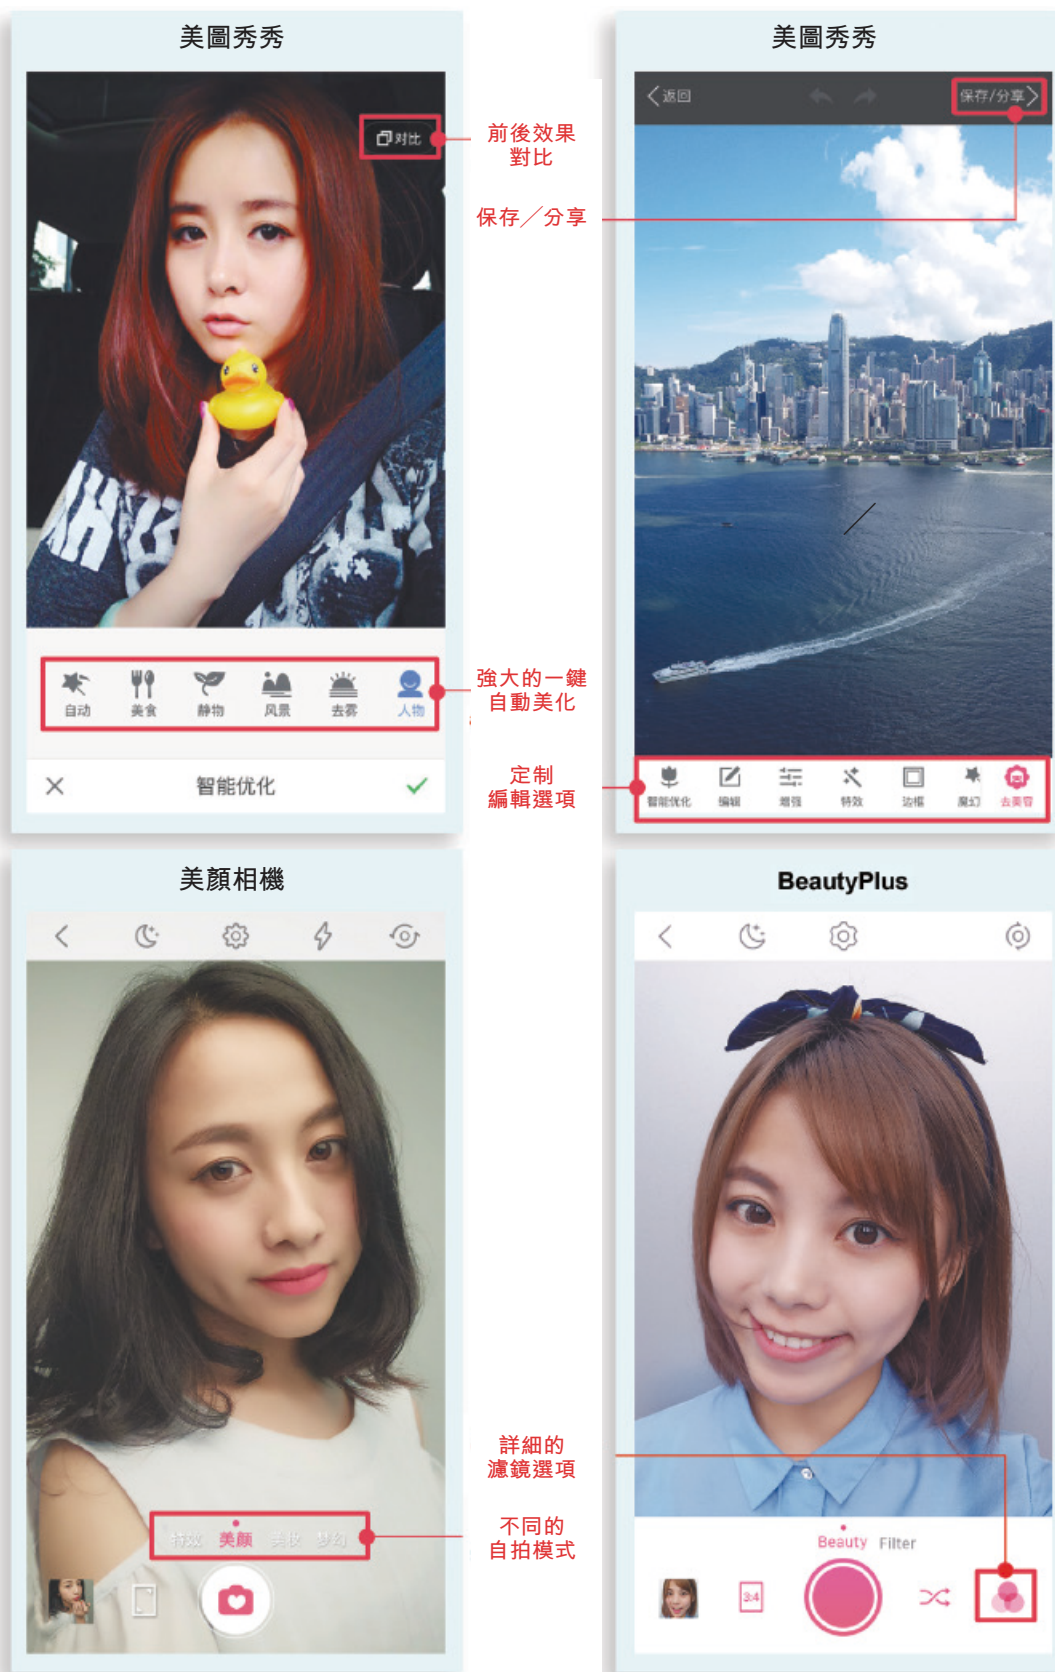 美圖秀秀
对比
自动 美食 静物 风景 去雾 人物
智能优化
前後效果
對比
保存／分享
強大的一鍵
自動美化
定制
編輯選項
美圖秀秀
返回 保存/分享
智能优化 编辑 增强 特效 边框 魔幻 去美容
美顏相機
特效 美颜 美妆 梦幻
詳細的
濾鏡選項
不同的
自拍模式
BeautyPlus
Beauty Filter
3:4